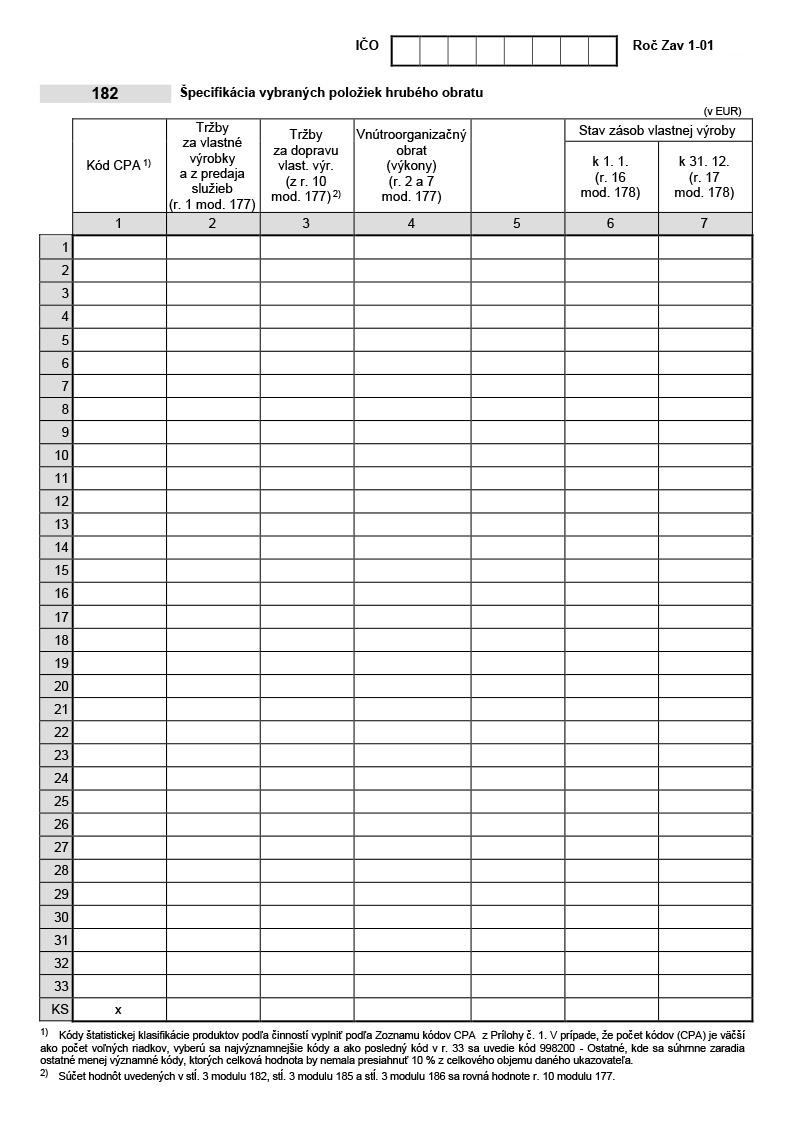 IČO
Roč Zav 1-01
182
Špecifikácia vybraných položiek hrubého obratu
(v EUR)
Kód CPA 1)
Tržby
za vlastné
výrobky
a z predaja
služieb
(r. 1 mod. 177)
Tržby
za dopravu
vlast. výr.
(z r. 10
mod. 177) 2)
Vnútroorganizačný
obrat
(výkony)
(r. 2 a 7
mod. 177)
Stav zásob vlastnej výroby
k 1. 1.
(r. 16
mod. 178)
k 31. 12.
(r. 17
mod. 178)
1 2 3 4 5 6 7
1
2
3
4
5
6
7
8
9
10
11
12
13
14
15
16
17
18
19
20
21
22
23
24
25
26
27
28
29
30
31
32
33
KS x
1) Kódy štatistickej klasifikácie produktov podľa činností vyplniť podľa Zoznamu kódov CPA z Prílohy č. 1. V prípade, že počet kódov (CPA) je väčší
ako počet voľných riadkov, vyberú sa najvýznamnejšie kódy a ako posledný kód v r. 33 sa uvedie kód 998200 - Ostatné, kde sa súhrnne zaradia
ostatné menej významné kódy, ktorých celková hodnota by nemala presiahnuť 10 % z celkového objemu daného ukazovateľa.
2) Súčet hodnôt uvedených v stĺ. 3 modulu 182, stĺ. 3 modulu 185 a stĺ. 3 modulu 186 sa rovná hodnote r. 10 modulu 177.